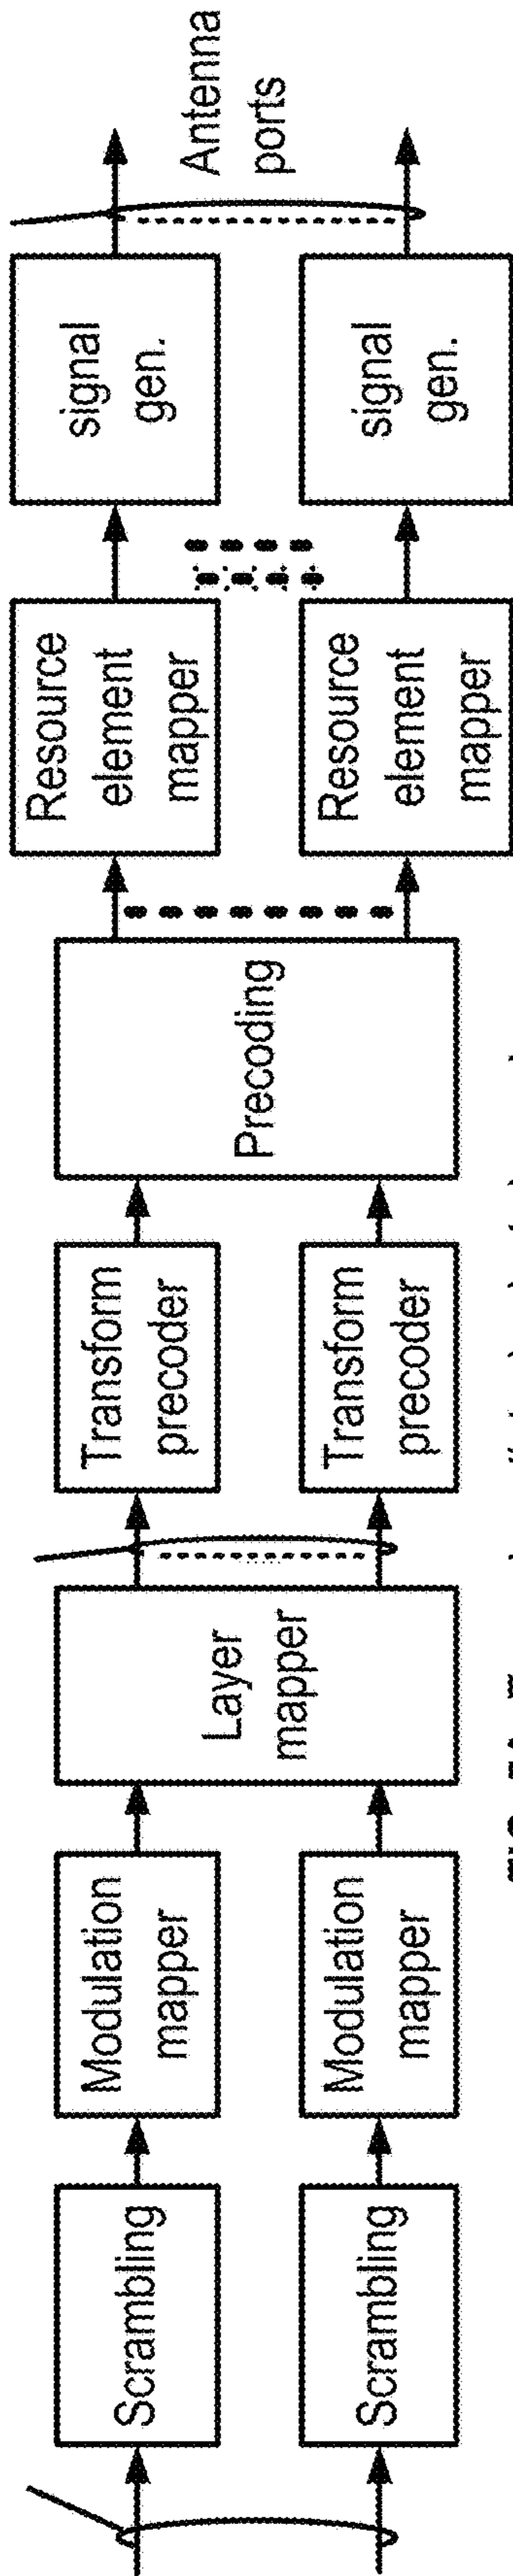 Scrambling
Modulation
mapper
Layer
mapper
Transform
precoder
Precoding
Resource
element
mapper
signal
gen.
Antenna
ports
Scrambling
Modulation
mapper
Transform
precoder
Resource
element
mapper
signal
gen.